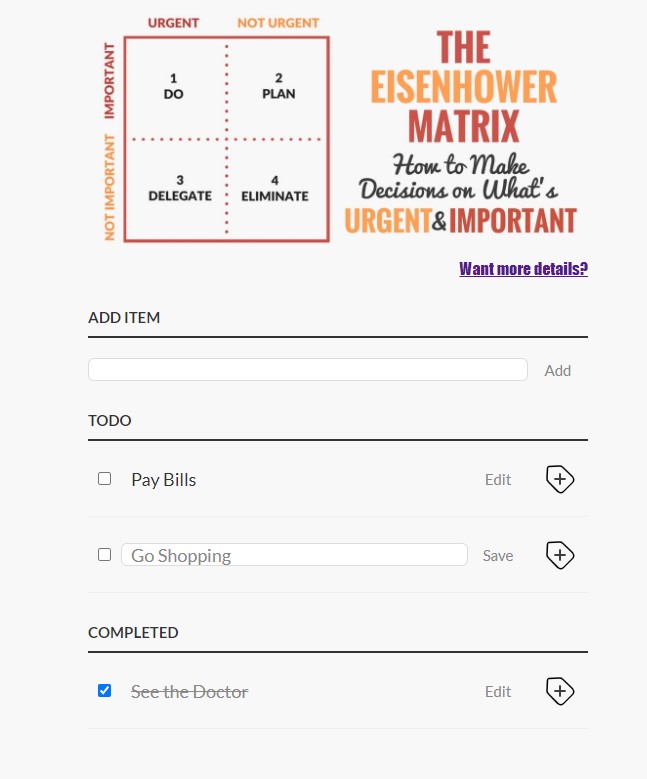 URGENT NOT URGENT
IMPORTANT
NOT IMPORTANT
1
DO
2
PLAN
3
DELEGATE
4
ELIMINATE
THE
EISENHOWER
MATRIX
How to Make
Decisions on What's
URGENT&IMPORTANT
Want more details?
ADD ITEM
Add
TODO
Pay Bills Edit
Go Shopping Save
COMPLETED
See the Doctor Edit